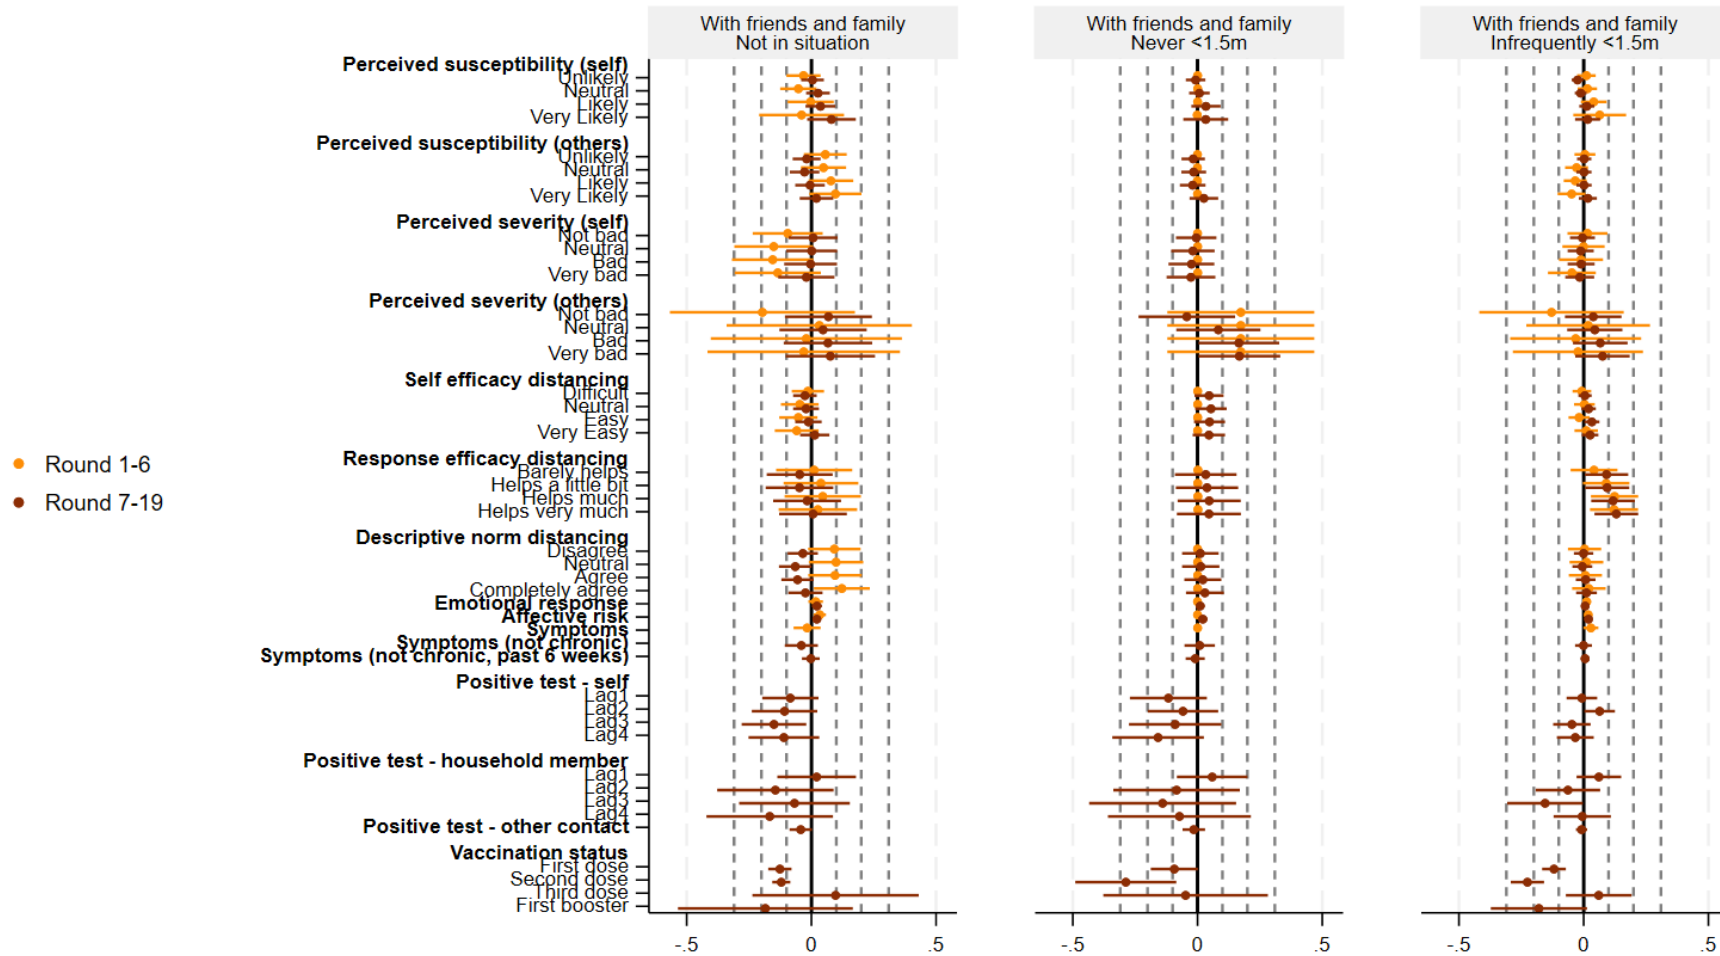 With friends and family
Not in situation
With friends and family
Never <1.5m
With friends and family
Infrequently <1.5m
Perceived susceptibility (self)
Unlikely
Neutral
Likely
Very Likely
Perceived susceptibility (others)
Unlikely
Neutral
Likely
Very Likely
Perceived severity (self)
Not bad
Neutral
Bad
Very bad
Perceived severity (others)
Not bad
Neutral
Bad
Very bad
Self efficacy distancing
Difficult
Neutral
Easy
Very Easy
Response efficacy distancing
Barely helps
Helps a little bit
Helps much
Helps very much
Descriptive norm distancing
Disagree
Neutral
Agree
Completely agree
Emotional response
Affective risk
Symptoms
Symptoms (not chronic)
Symptoms (not chronic, past 6 weeks)
Positive test - self
Lag1
Lag2
Lag3
Lag4
Positive test - household member
Lag1
Lag2
Lag3
Lag4
Positive test - other contact
Vaccination status
First dose
Second dose
Third dose
First booster
Round 1-6
Round 7-19
-.5 0 .5
-.5 0 .5
-.5 0 .5